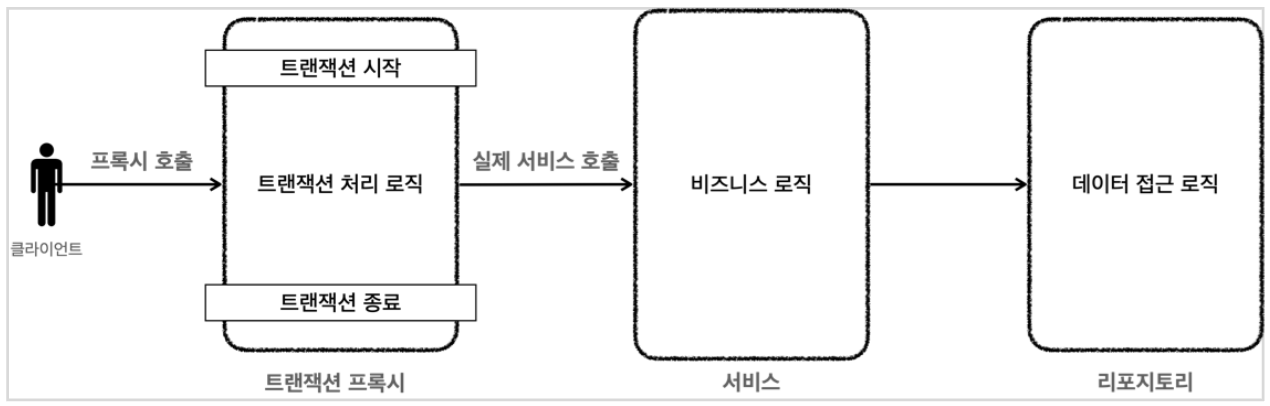 트랜잭션 시작
프록시 호출
클라이언트
트랜잭션 처리 로직
트랜잭션 종료
트랜잭션 프록시
실제 서비스 호출
비즈니스 로직
서비스
데이터 접근 로직
리포지토리